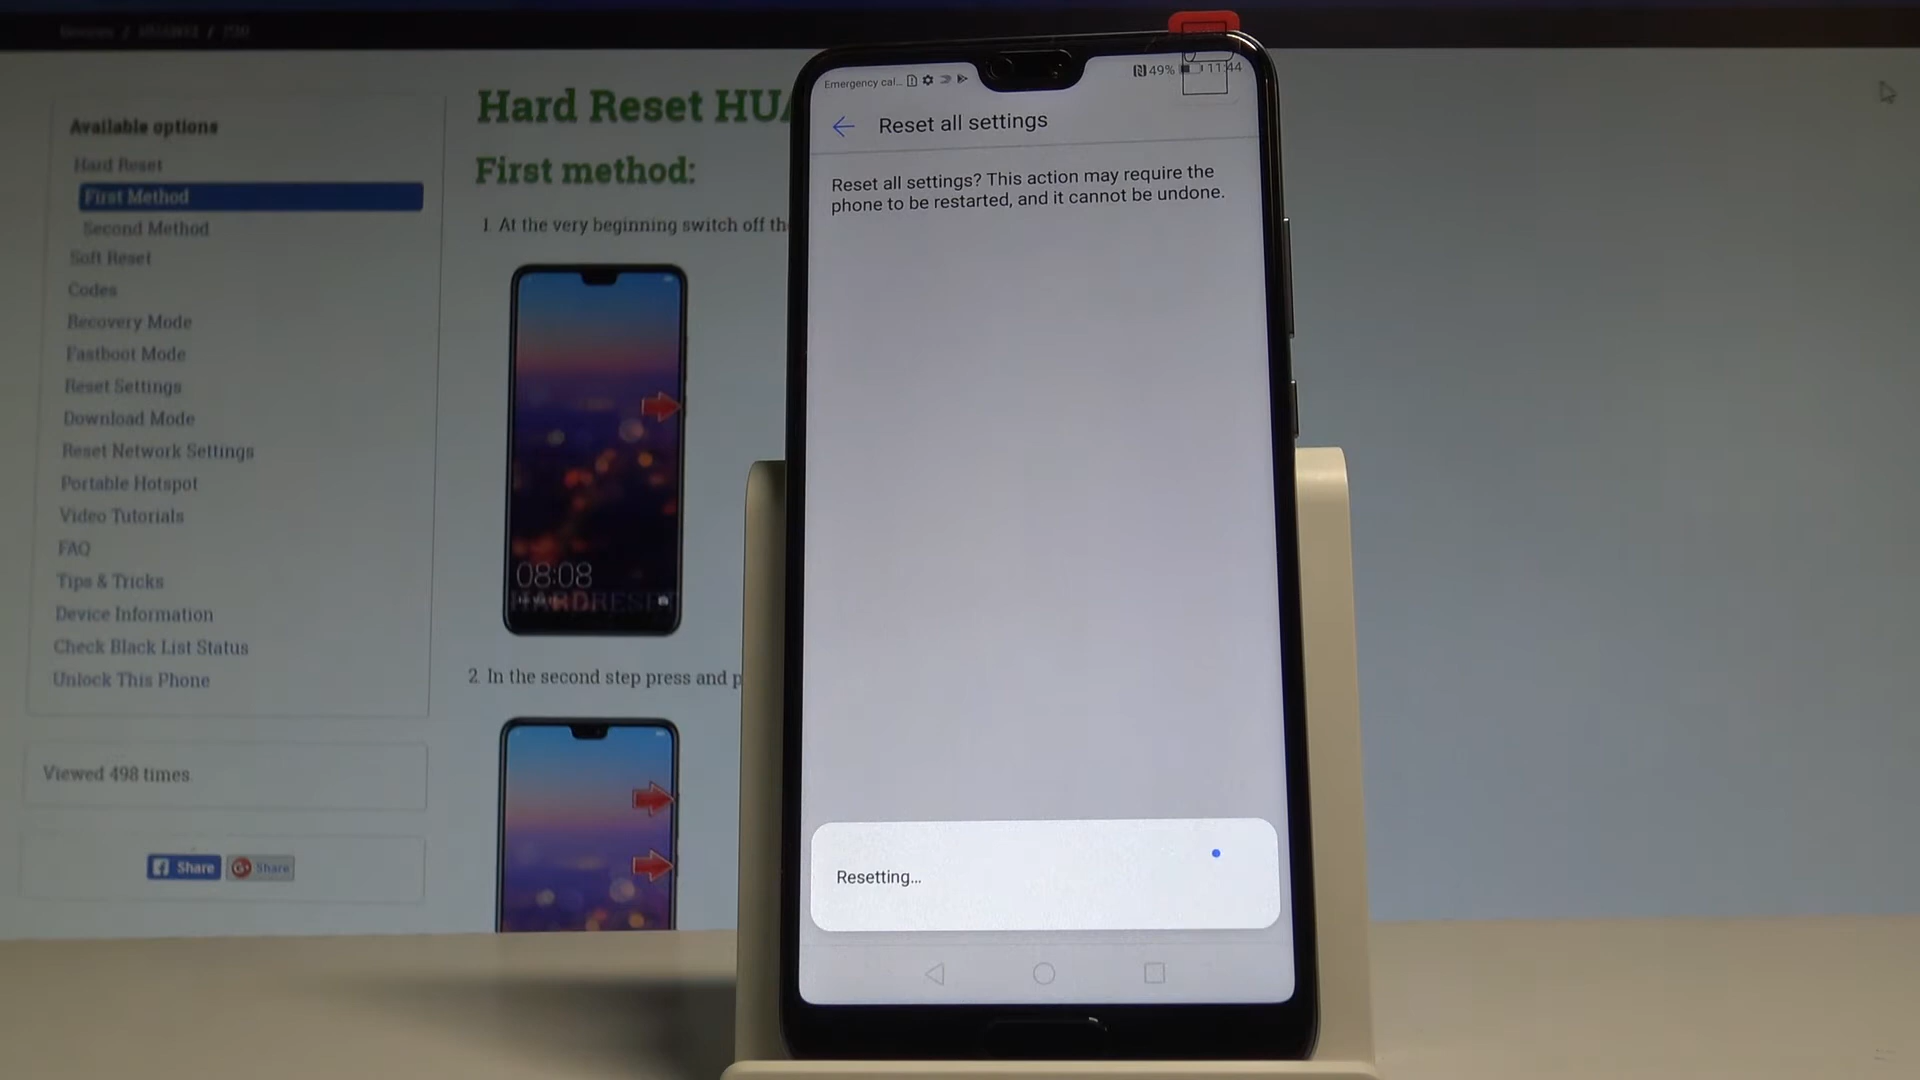 Available options
Hard Reset
First Method
Second Method
Soft Reset
Codes
Recovery Mode
Fastboot Mode
Reset Settings
Download Mode
Reset Network Settings
Portable Hotspot
Video Tutorials
FAQ
Tips & Tricks
Device Information
Check Black List Status
Unlock This Phone
Viewed 498 times
Share
G+ Share
Hard Reset HUA
First method:
1. At the very beginning switch off th
08:08
HARDRESET
2. In the second step press and p
Emergency cal...
49%
11:44
Reset all settings
Reset all settings? This action may require the
phone to be restarted, and it cannot be undone.
Resetting...